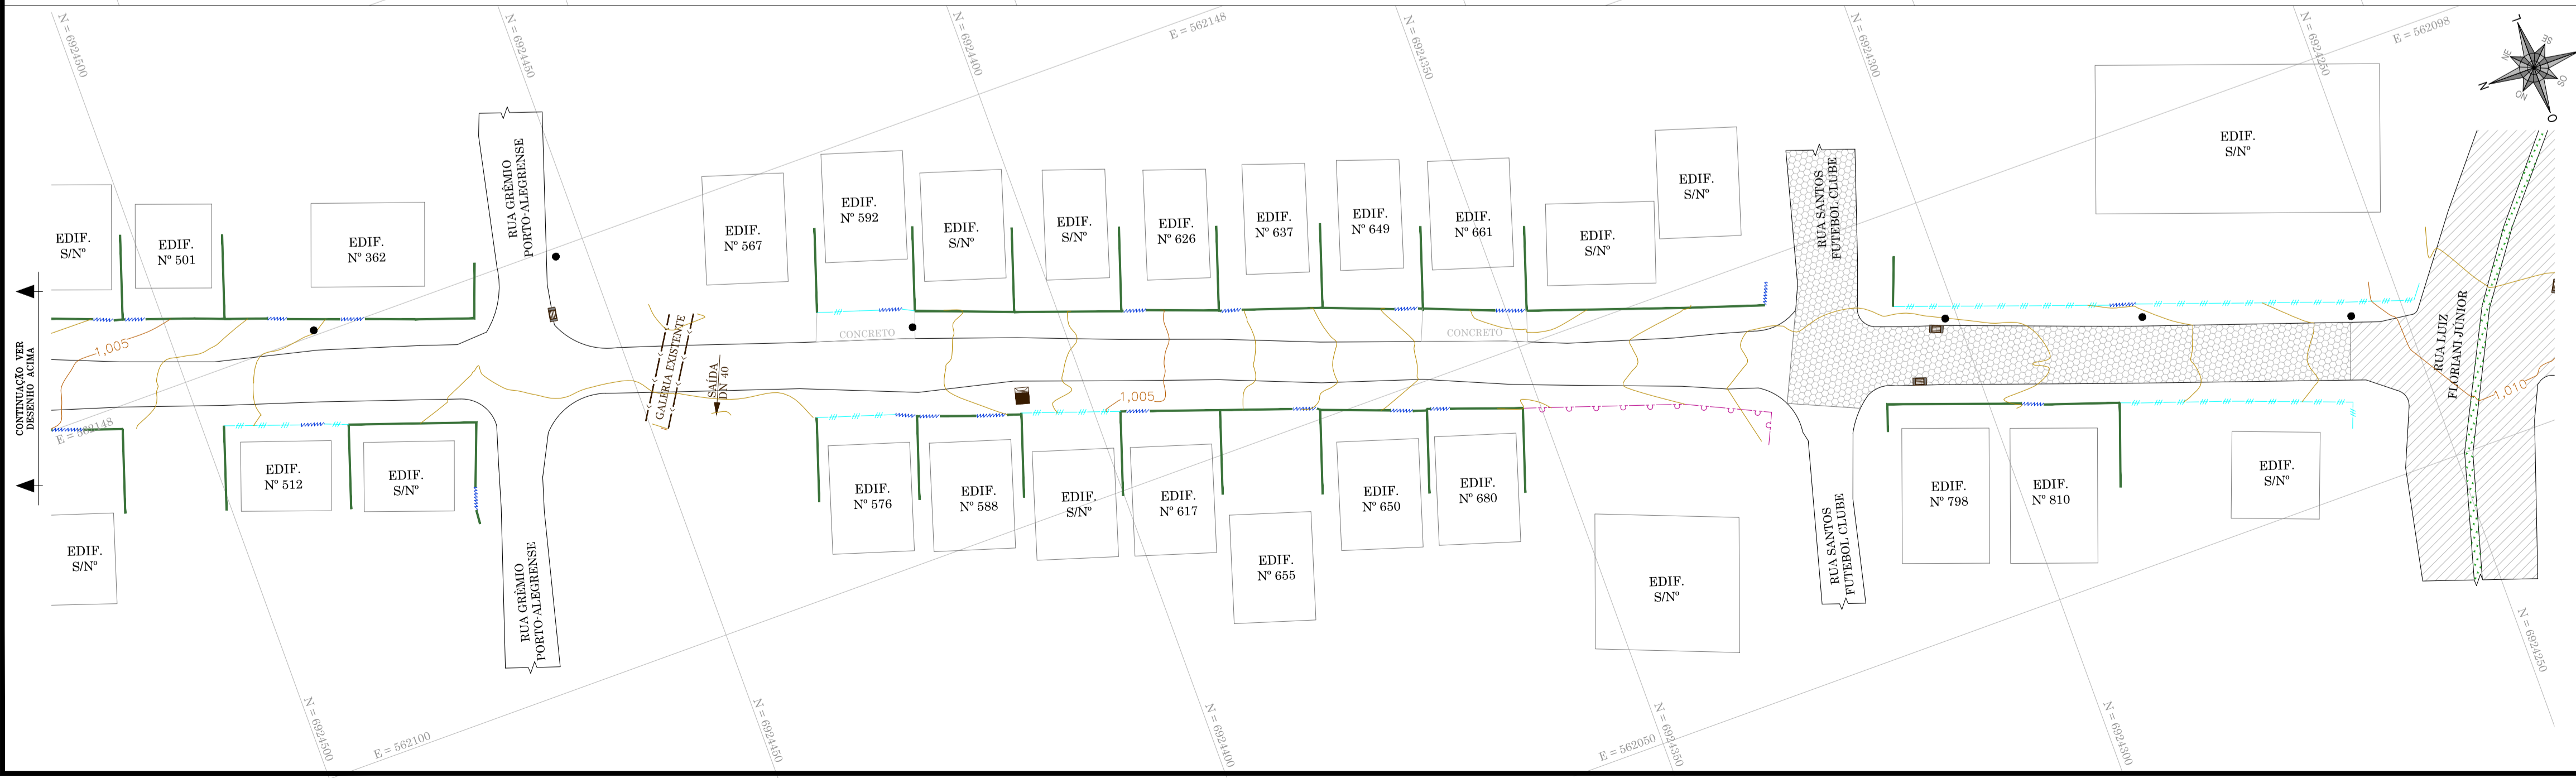 N = 6924500
N = 6924450
N = 6924400
E = 562148
N = 6924350
N = 6924300
N = 6924250
E = 562098
L
NE
SE
N
NO
SO
O
CONTINUAÇÃO VER
DESENHO ACIMA
EDIF.
S/Nº
EDIF.
Nº 501
EDIF.
Nº 362
RUA GRÊMIO
PORTO-ALEGRENSE
EDIF.
Nº 567
EDIF.
Nº 592
EDIF.
S/Nº
EDIF.
S/Nº
EDIF.
Nº 626
EDIF.
Nº 637
EDIF.
Nº 649
EDIF.
Nº 661
EDIF.
S/Nº
EDIF.
S/Nº
RUA SANTOS
FUTEBOL CLUBE
EDIF.
S/Nº
1,005
GALERIA EXISTENTE
SAÍDA
DN 40
CONCRETO
CONCRETO
1,005
RUA LUIZ
FLORIANI JÚNIOR
1,010
E = 562148
EDIF.
S/Nº
EDIF.
Nº 512
EDIF.
S/Nº
RUA GRÊMIO
PORTO-ALEGRENSE
EDIF.
Nº 576
EDIF.
Nº 588
EDIF.
S/Nº
EDIF.
Nº 617
EDIF.
Nº 655
EDIF.
Nº 650
EDIF.
Nº 680
EDIF.
S/Nº
RUA SANTOS
FUTEBOL CLUBE
EDIF.
Nº 798
EDIF.
Nº 810
EDIF.
S/Nº
N = 6924500
E = 562100
N = 6924450
N = 6924400
E = 562050
N = 6924350
N = 6924300
N = 6924250